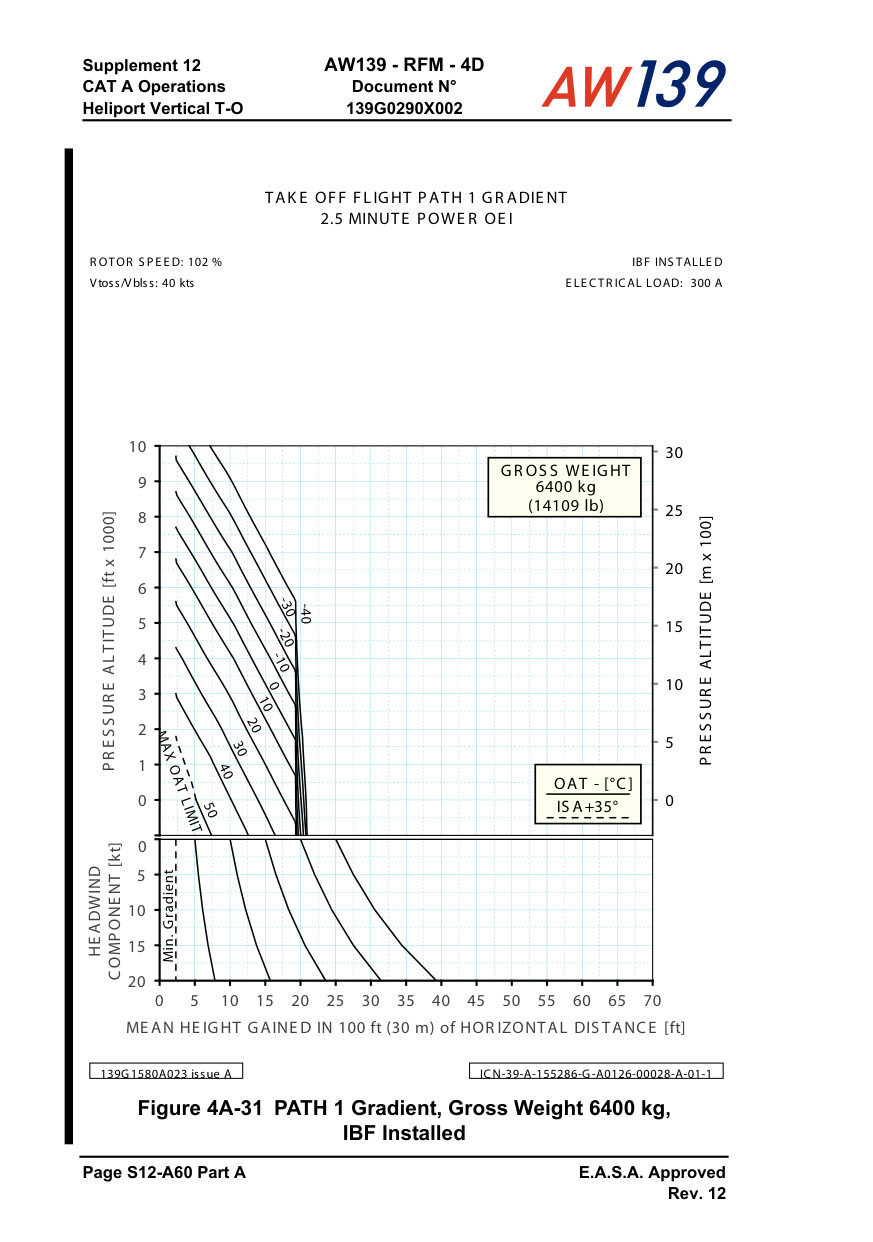 Supplement 12
CAT A Operations
Heliport Vertical T-O
AW139 - RFM - 4D
Document N°
139G0290X002
AW139
TAKE OFF FLIGHT PATH 1 GRADIENT
2.5 MINUTE POWER OEI
ROTOR SPEED: 102 %
Vtoss/Vblss: 40 kts
IBF INSTALLED
ELECTRICAL LOAD: 300 A
GROSS WEIGHT
6400 kg
(14109 lb)
PRESSURE ALTITUDE [ft x 1000]
10
9
8
7
6
5
4
3
2
1
0
30
25
20
15
10
5
0
PRESSURE ALTITUDE [m x 100]
-40
-30
-20
-10
0
10
20
30
40
50
MAX OAT LIMIT
OAT - [°C]
ISA+35°
HEADWIND
COMPONENT [kt]
0
5
10
15
20
Min. Gradient
0 5 10 15 20 25 30 35 40 45 50 55 60 65 70
MEAN HEIGHT GAINED IN 100 ft (30 m) of HORIZONTAL DISTANCE [ft]
139G1580A023 issue A
ICN-39-A-155286-G-A0126-00028-A-01-1
Figure 4A-31 PATH 1 Gradient, Gross Weight 6400 kg,
IBF Installed
Page S12-A60 Part A
E.A.S.A. Approved
Rev. 12